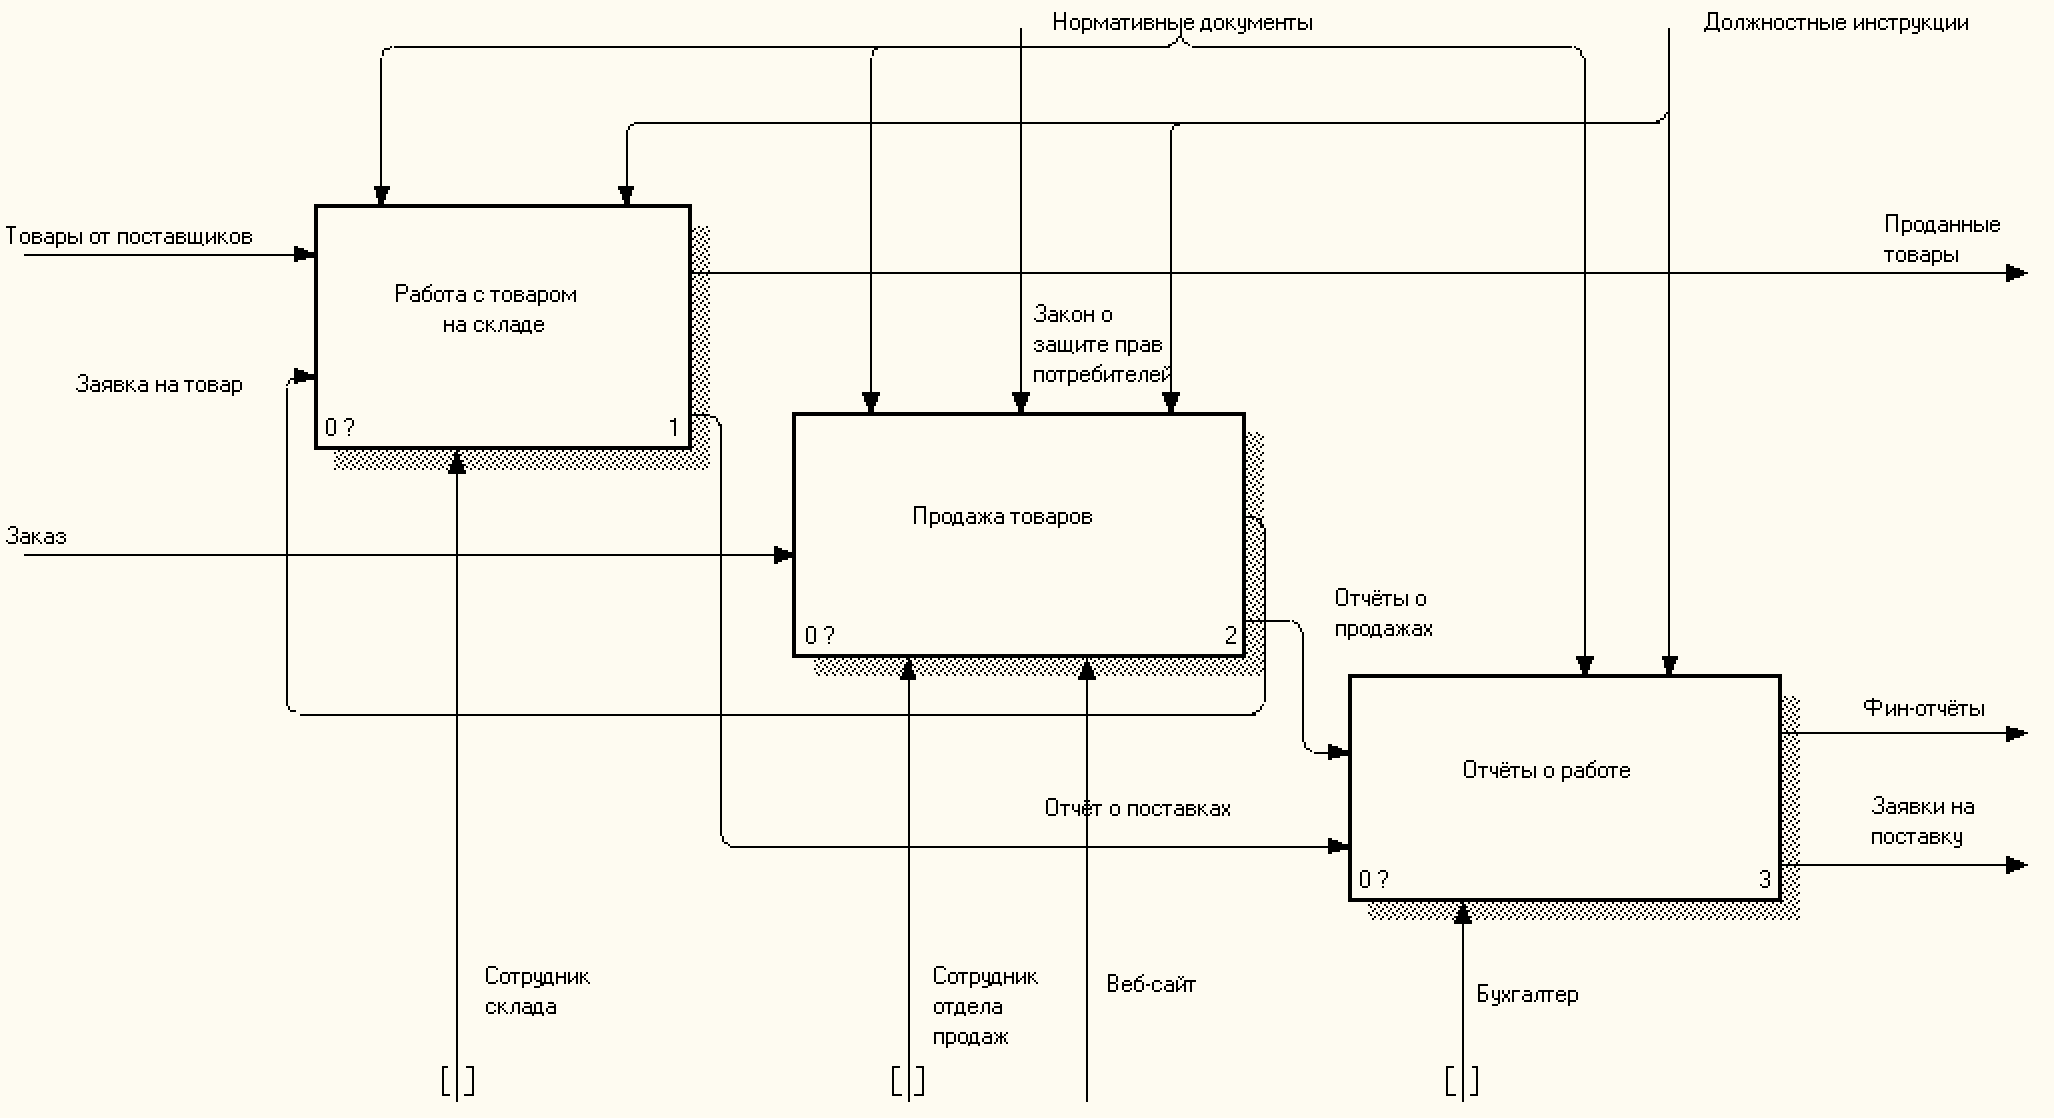 Нормативные документы
Должностные инструкции
Товары от поставщиков
Проданные
товары
Работа с товаром
на складе
Закон о
защите прав
потребителей
Заявка на товар
0 ?
1
Продажа товаров
Заказ
Отчёты о
продажах
0 ?
2
Фин-отчёты
Отчёты о работе
Отчёт о поставках
Заявки на
поставку
0 ?
3
Сотрудник
склада
Сотрудник
отдела
продаж
Веб-сайт
Бухгалтер